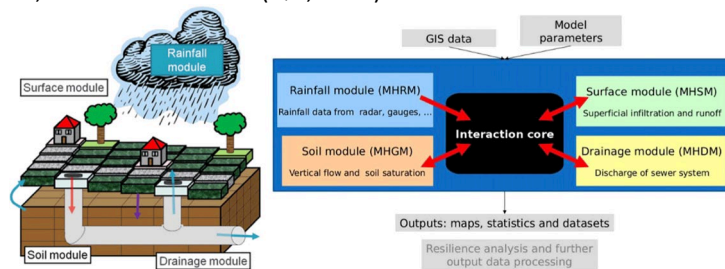 Rainfall
module
Surface module
Soil module
Drainage module
GIS data
Model
parameters
Rainfall module (MHRM)
Rainfall data from radar, gauges, ...
Surface module (MHSM)
Superficial infiltration and runoff
Interaction core
Soil module (MHGM)
Vertical flow and soil saturation
Drainage module (MHDM)
Discharge of sewer system
Outputs: maps, statistics and datasets
Resilience analysis and further
output data processing